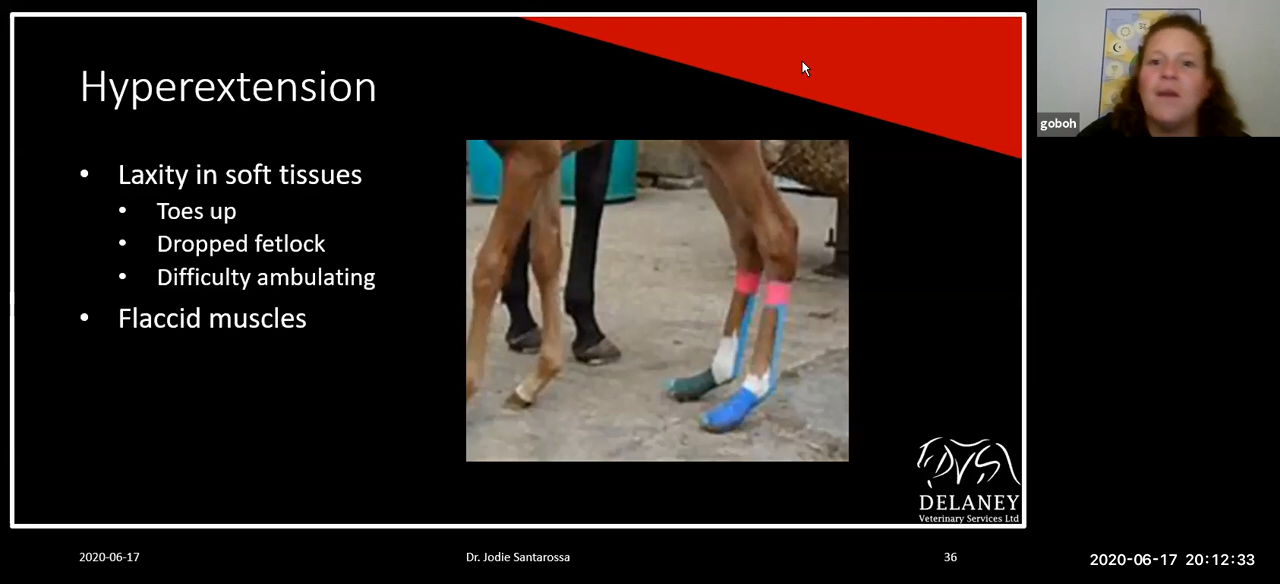 Hyperextension
• Laxity in soft tissues
• Toes up
• Dropped fetlock
• Difficulty ambulating
• Flaccid muscles
DVS
DELANEY
Veterinary Services Ltd
goboh
2020-06-17
Dr. Jodie Santarossa
36
2020-06-17 20:12:33